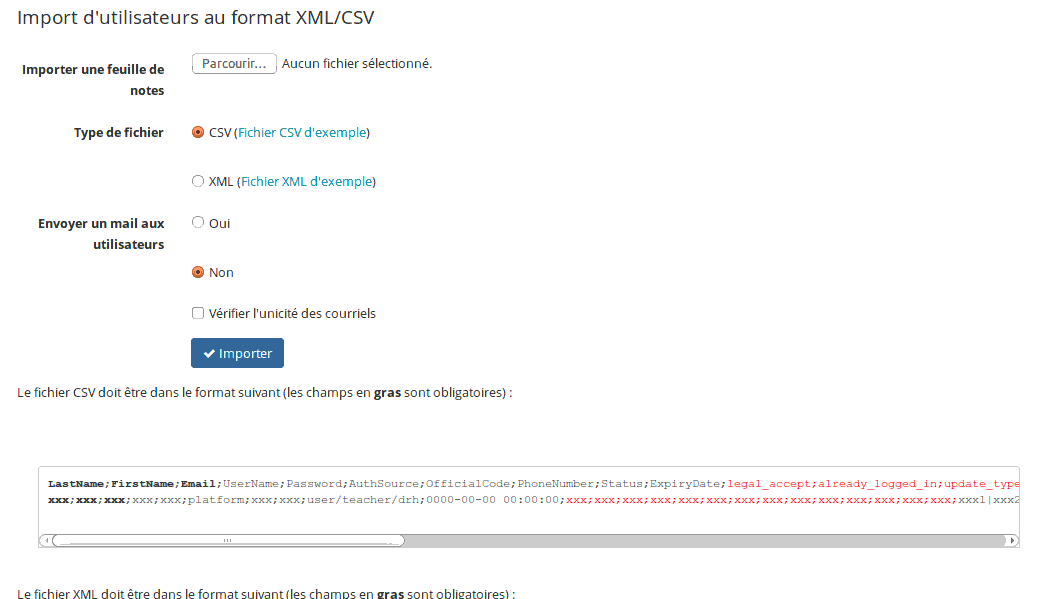 Import d'utilisateurs au format XML/CSV
Importer une feuille de notes
Parcourir... Aucun fichier sélectionné.
Type de fichier
CSV (Fichier CSV d'exemple)
XML (Fichier XML d'exemple)
Envoyer un mail aux utilisateurs
Oui
Non
Vérifier l'unicité des courriels
Importer
Le fichier CSV doit être dans le format suivant (les champs en gras sont obligatoires) :
LastName;FirstName;Email;UserName;Password;AuthSource;OfficialCode;PhoneNumber;Status;ExpiryDate;legal_accept;already_logged_in;update_type
xxx;xxx;xxx;xxx;xxx;platform;xxx;xxx;user/teacher/drh;0000-00-00 00:00:00;xxx;xxx;xxx;xxx;xxx;xxx;xxx;xxx;xxx;xxx;xxx;xxx;xxx;xxx;xxx1|xxx2
Le fichier XML doit être dans le format suivant (les champs en gras sont obligatoires) :